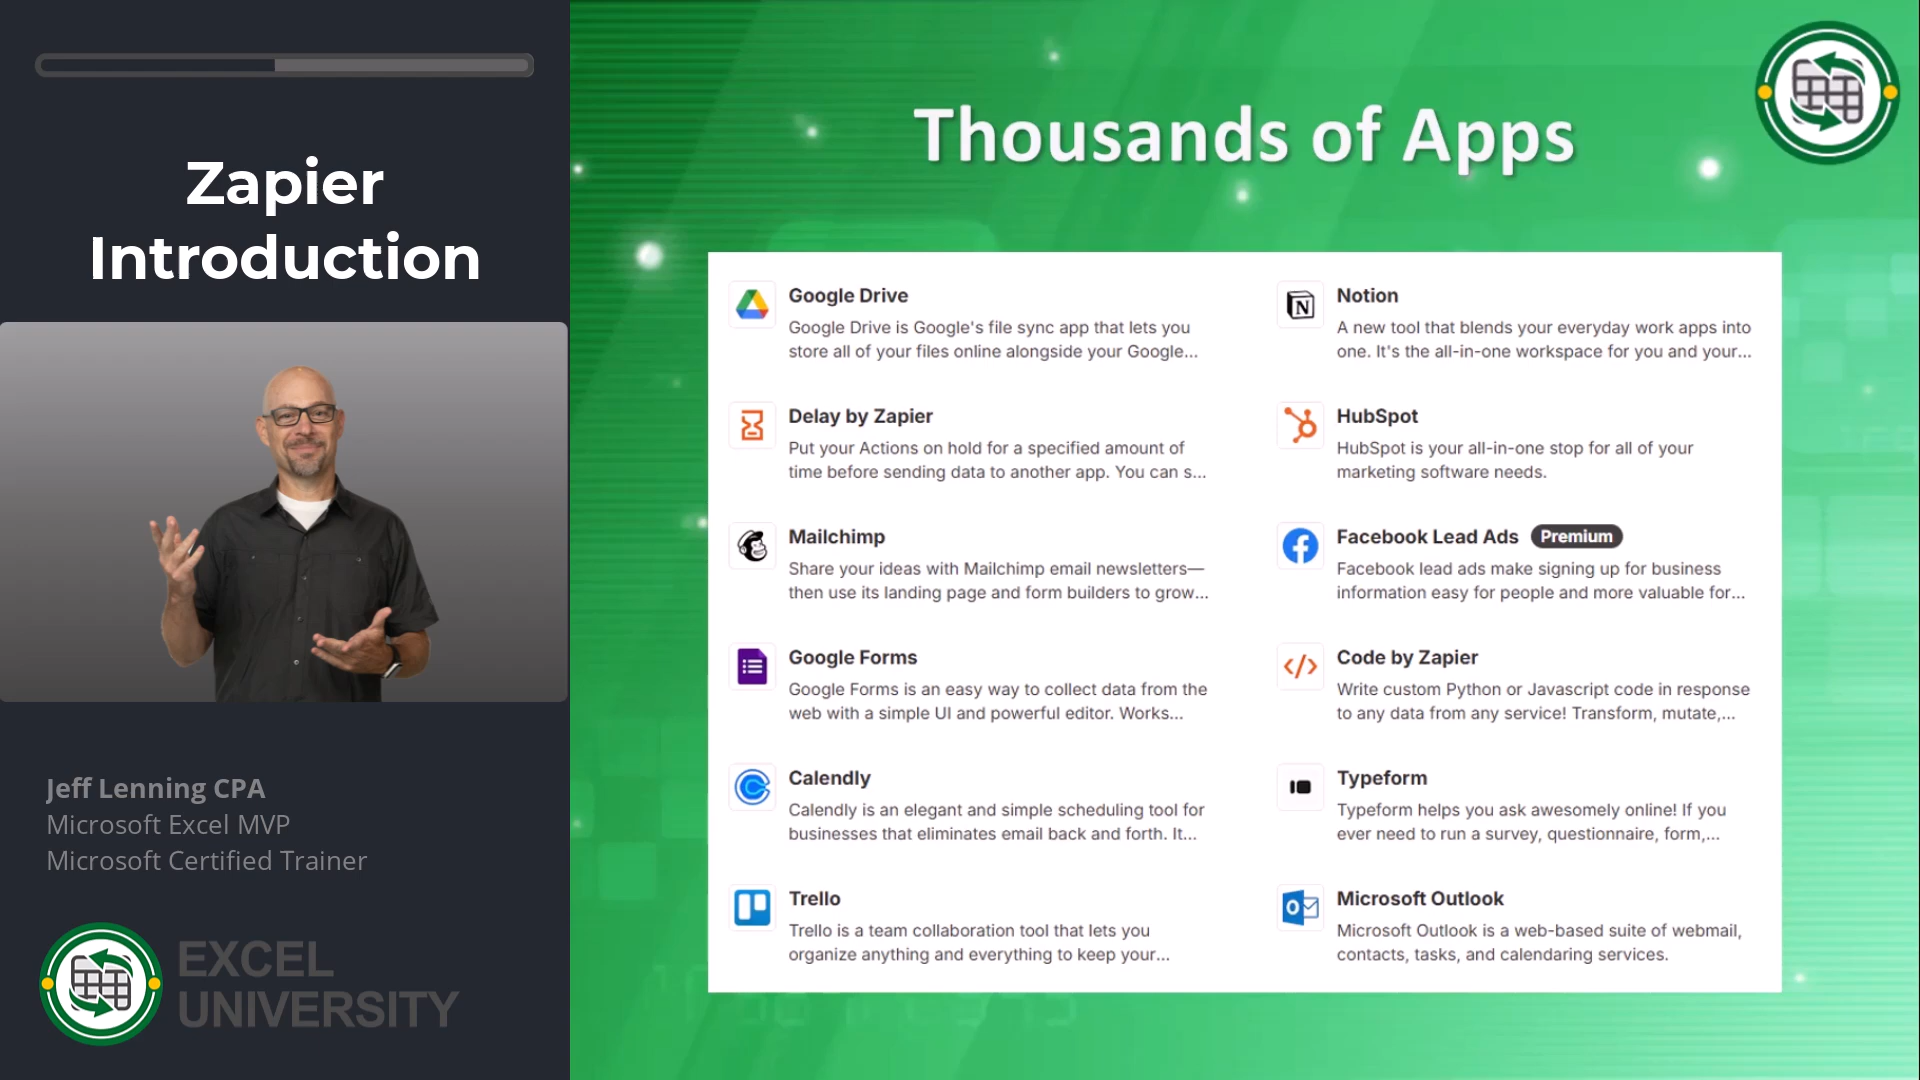 Zapier
Introduction
Jeff Lenning CPA
Microsoft Excel MVP
Microsoft Certified Trainer
EXCEL
UNIVERSITY
Thousands of Apps
Google Drive
Google Drive is Google's file sync app that lets you
store all of your files online alongside your Google...
Notion
A new tool that blends your everyday work apps into
one. It's the all-in-one workspace for you and your...
Delay by Zapier
Put your Actions on hold for a specified amount of
time before sending data to another app. You can s...
HubSpot
HubSpot is your all-in-one stop for all of your
marketing software needs.
Mailchimp
Share your ideas with Mailchimp email newsletters—
then use its landing page and form builders to grow...
Facebook Lead Ads Premium
Facebook lead ads make signing up for business
information easy for people and more valuable for...
Google Forms
Google Forms is an easy way to collect data from the
web with a simple UI and powerful editor. Works...
Code by Zapier
Write custom Python or Javascript code in response
to any data from any service! Transform, mutate,...
Calendly
Calendly is an elegant and simple scheduling tool for
businesses that eliminates email back and forth. It...
Typeform
Typeform helps you ask awesomely online! If you
ever need to run a survey, questionnaire, form,...
Trello
Trello is a team collaboration tool that lets you
organize anything and everything to keep your...
Microsoft Outlook
Microsoft Outlook is a web-based suite of webmail,
contacts, tasks, and calendaring services.